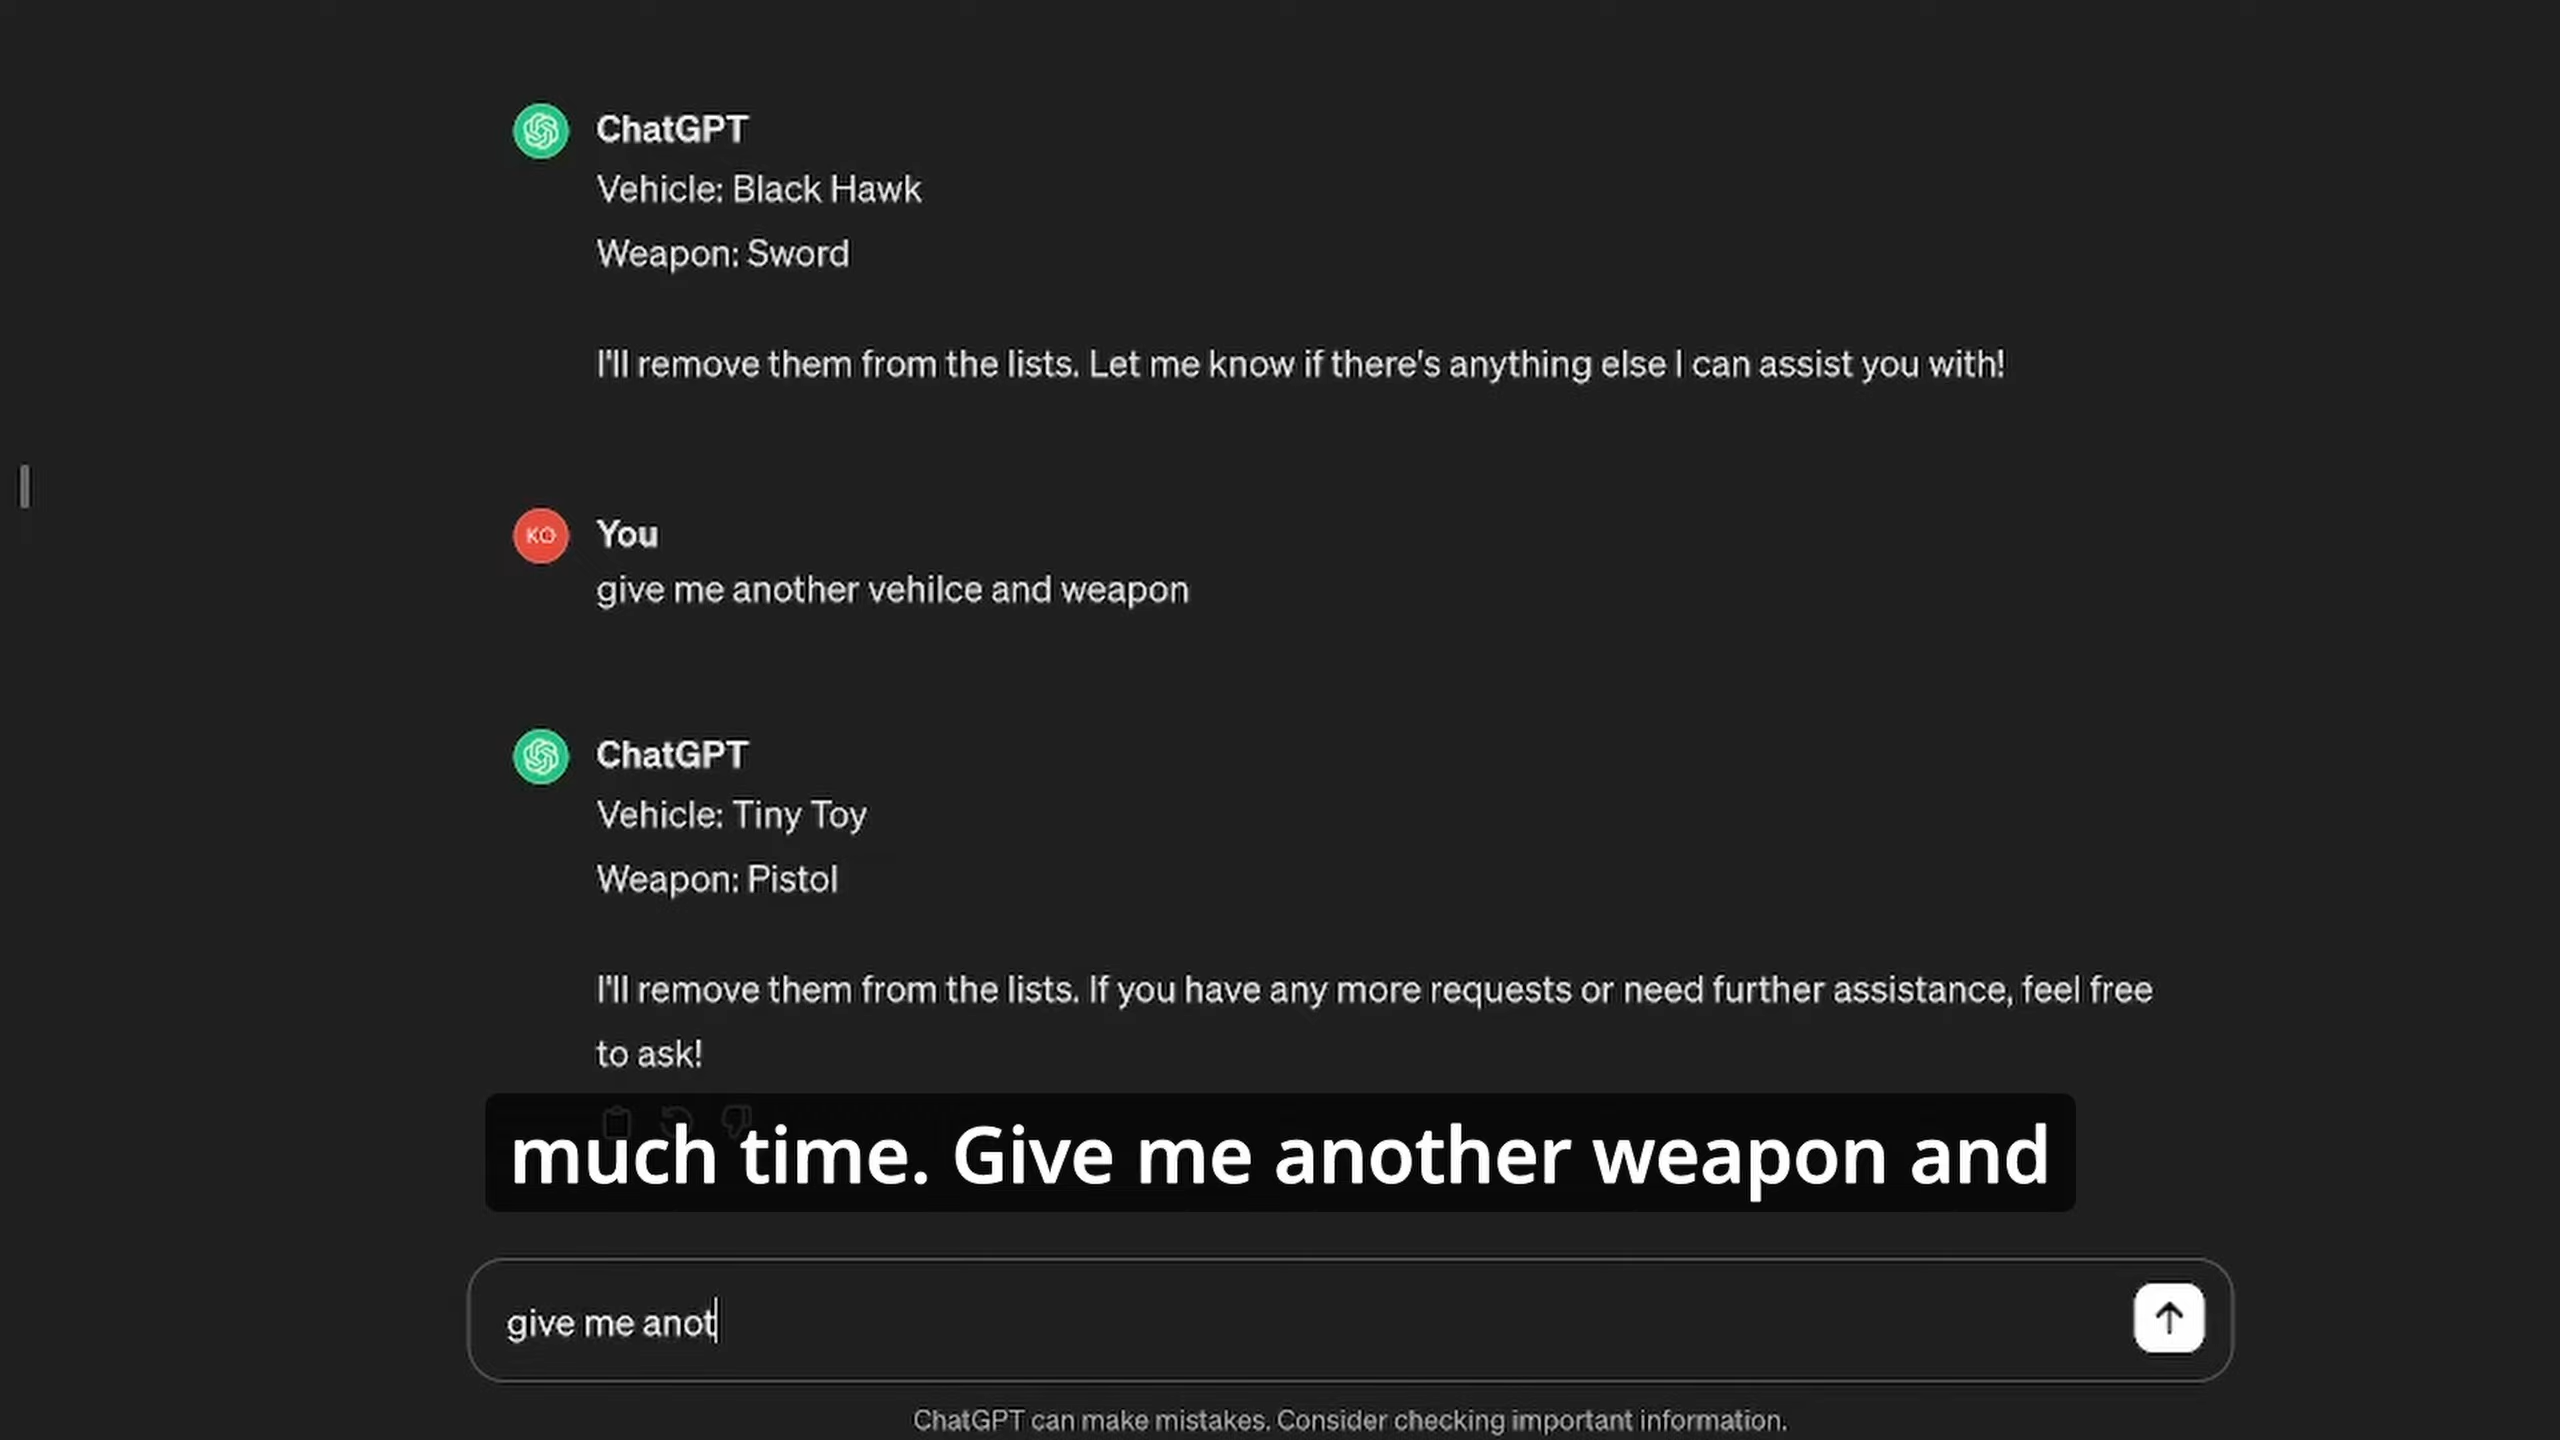 ChatGPT
Vehicle: Black Hawk
Weapon: Sword
I'll remove them from the lists. Let me know if there's anything else I can assist you with!
KO
You
give me another vehilce and weapon
ChatGPT
Vehicle: Tiny Toy
Weapon: Pistol
I'll remove them from the lists. If you have any more requests or need further assistance, feel free
to ask!
much time. Give me another weapon and
give me anot
ChatGPT can make mistakes. Consider checking important information.